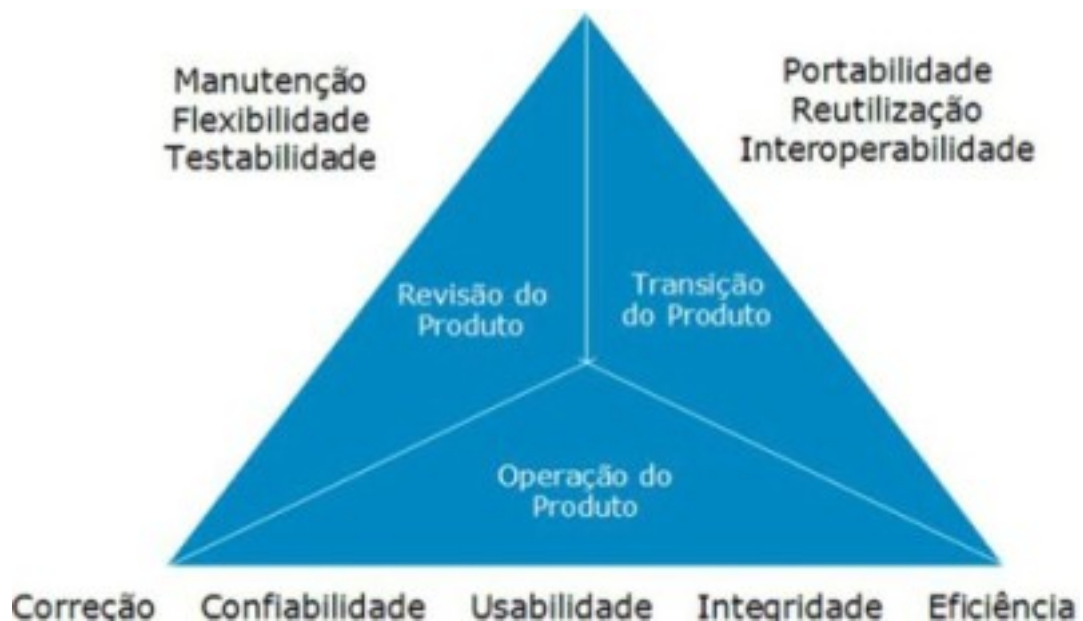 Manutenção
Flexibilidade
Testabilidade
Portabilidade
Reutilização
Interoperabilidade
Revisão do
Produto
Transição
do Produto
Operação do
Produto
Correção Confiabilidade Usabilidade Integridade Eficiência